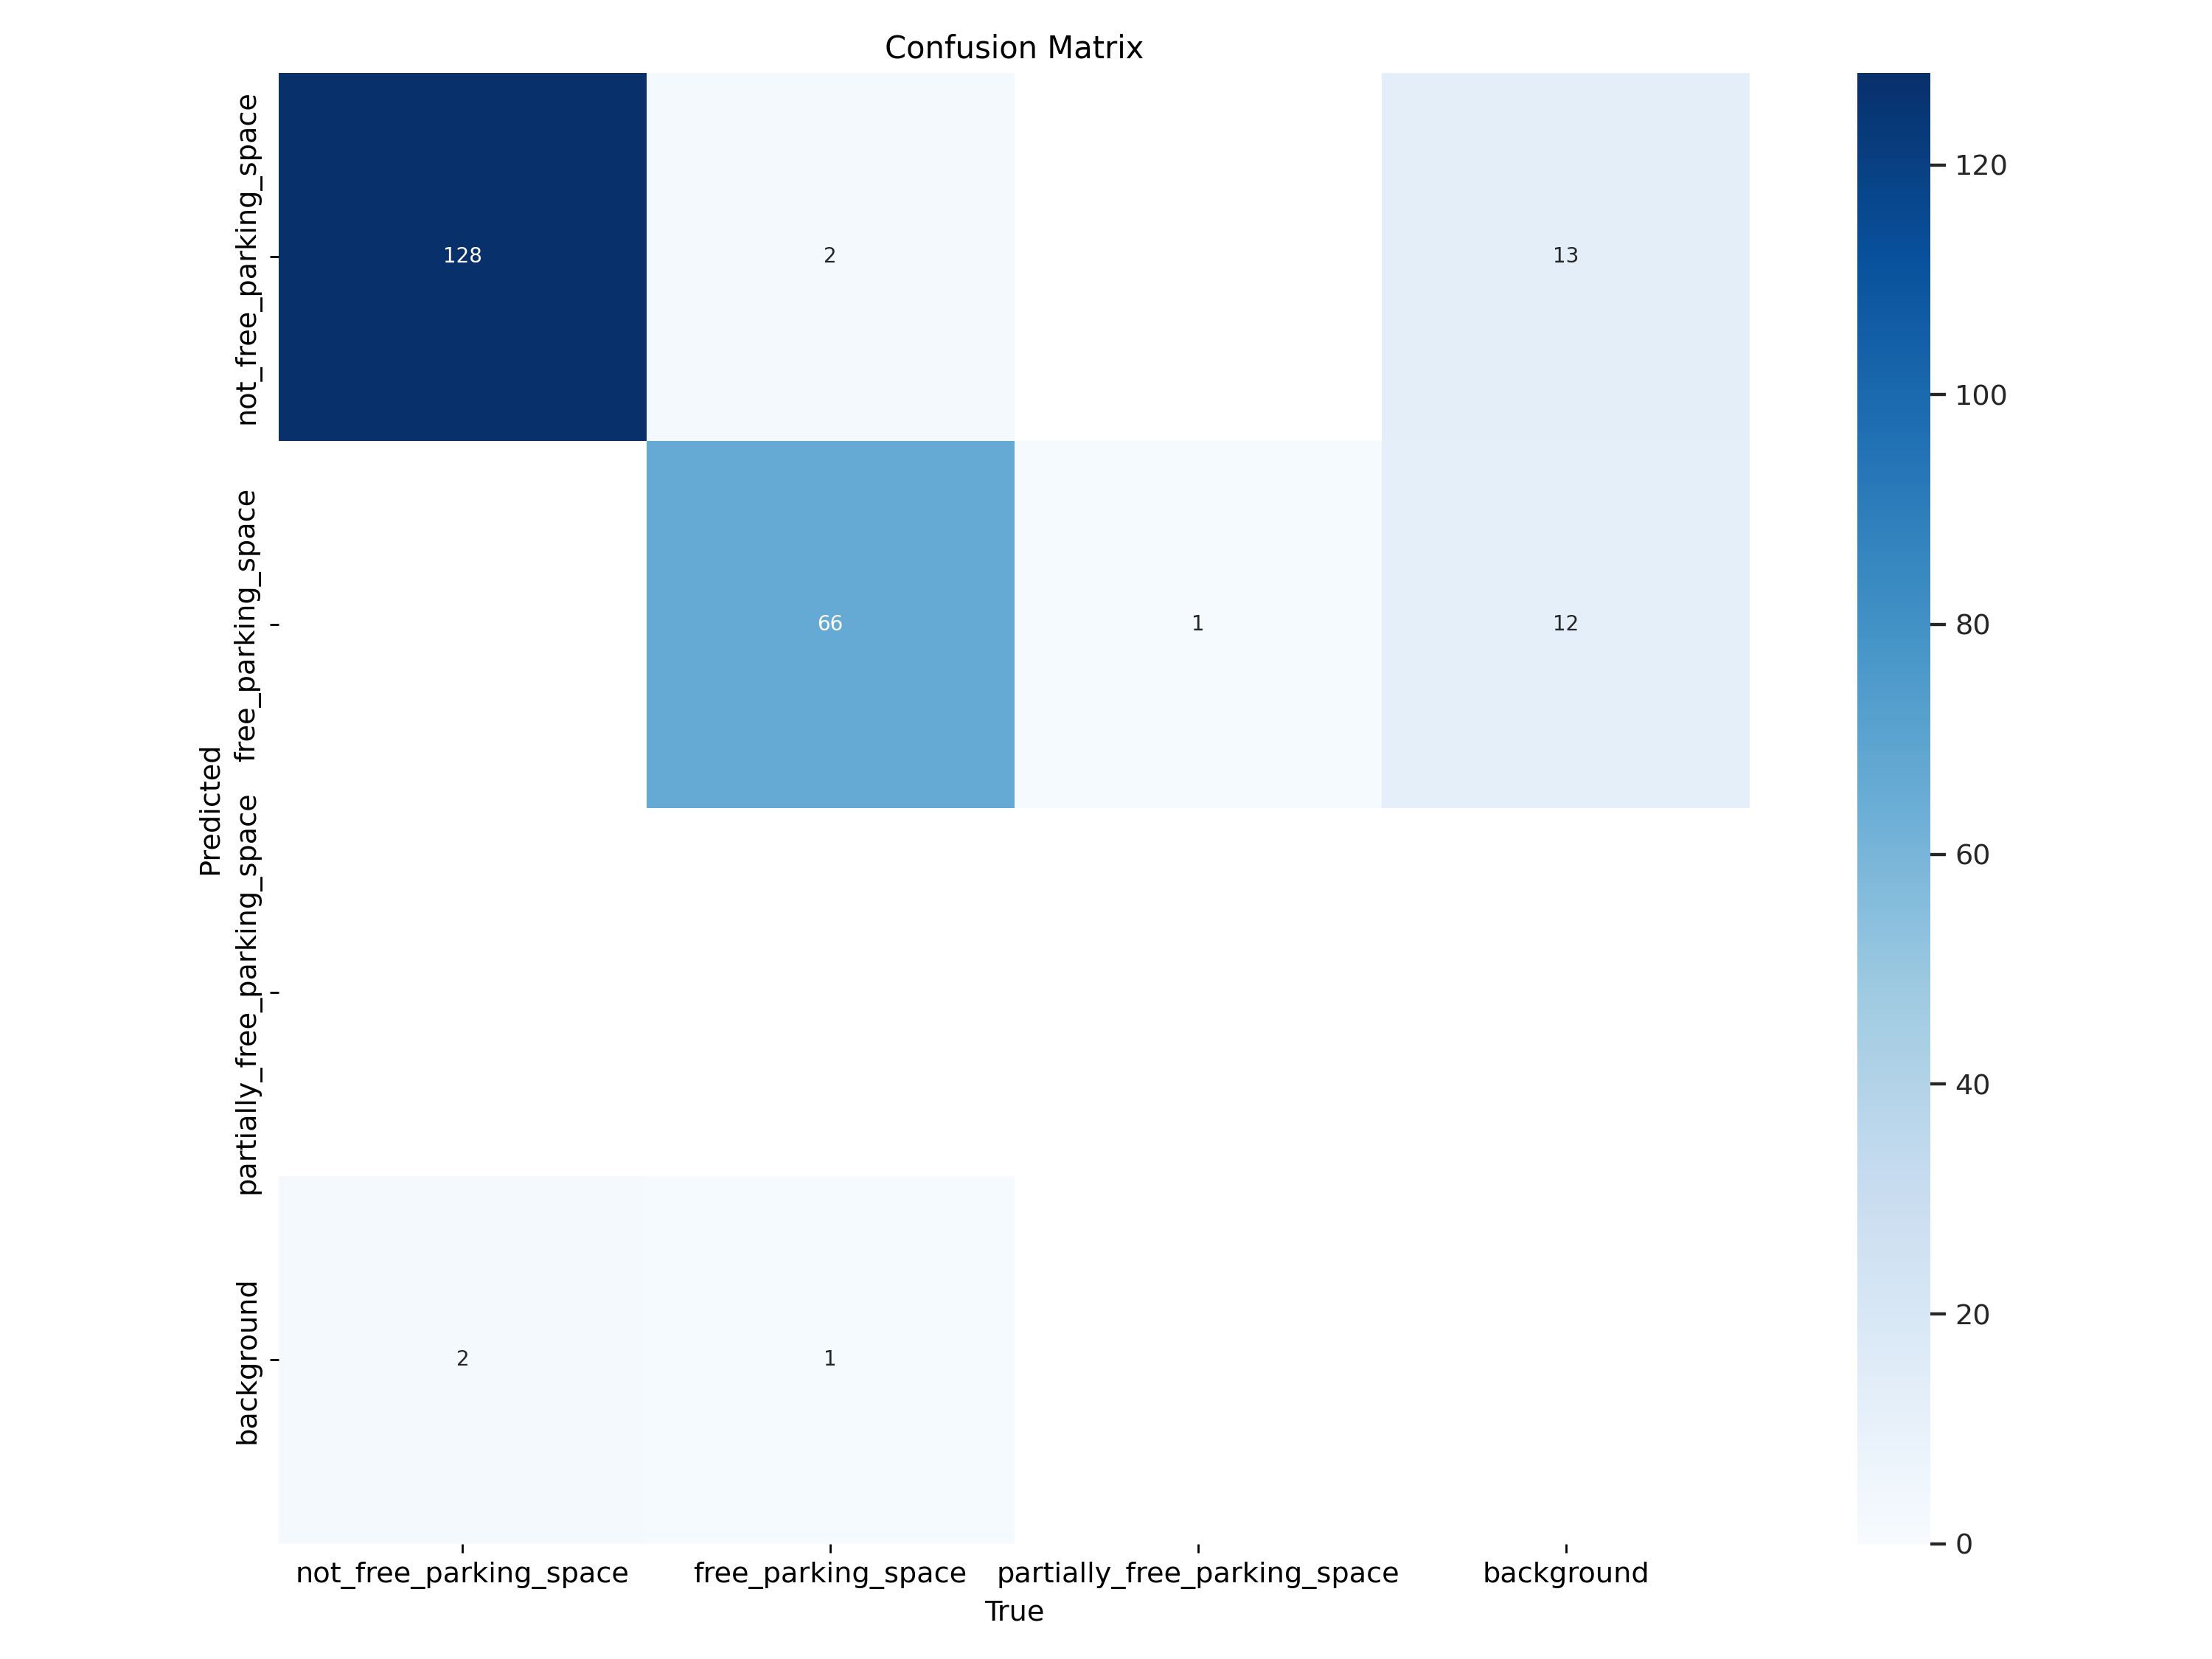 Confusion Matrix
not_free_parking_space
128
2
13
free_parking_space
66
1
12
partially_free_parking_space
background
2
1
Predicted
not_free_parking_space
free_parking_space
partially_free_parking_space
background
True
120
100
80
60
40
20
0